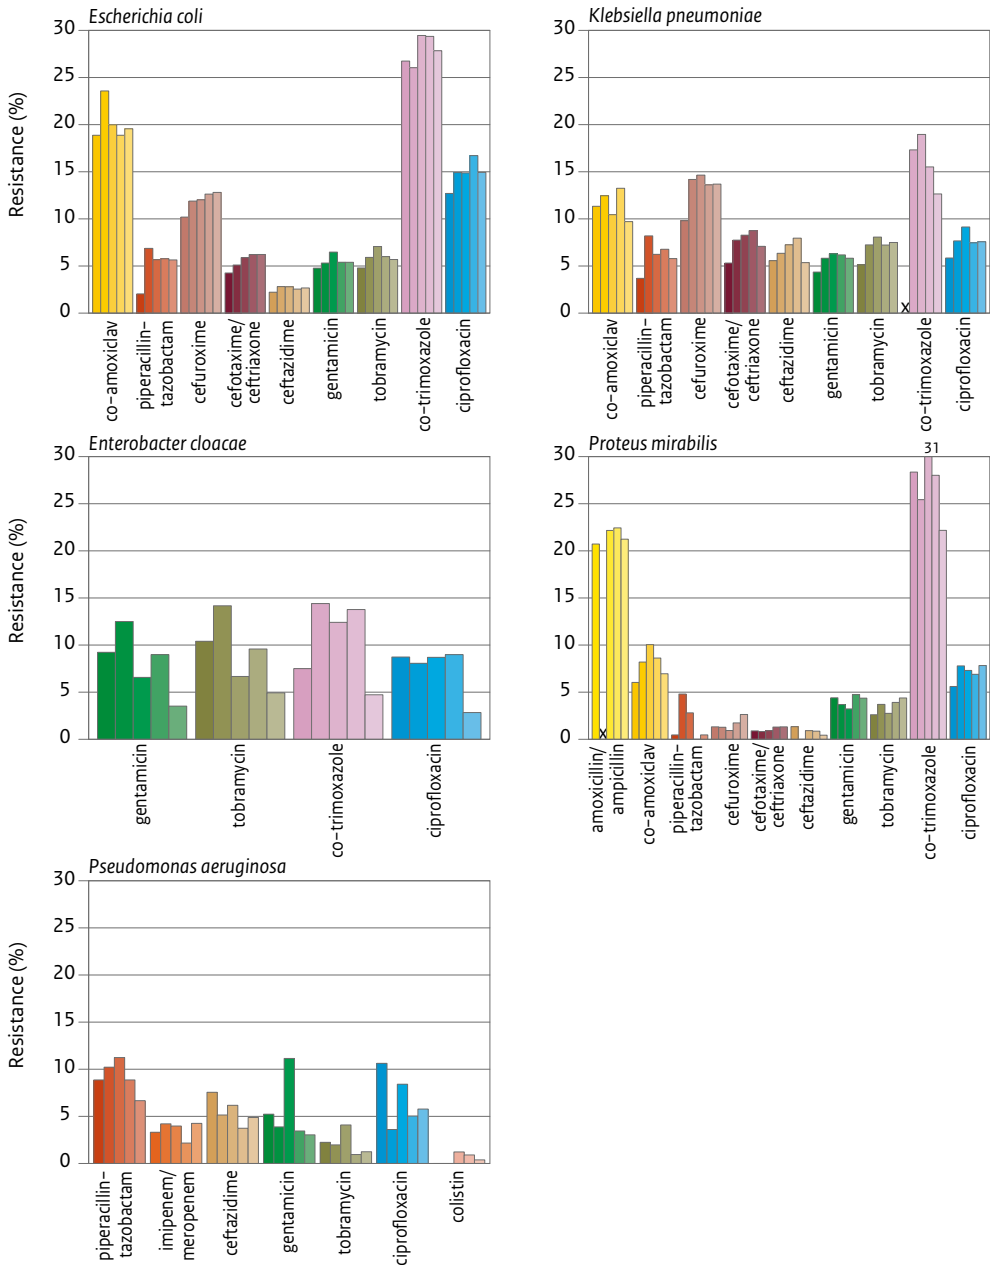 Escherichia coli
Resistance (%)
30
25
20
15
10
5
0
co-amoxiclav
piperacillin-
tazobactam
cefuroxime
cefotaxime/
ceftriaxone
ceftazidime
gentamicin
tobramycin
co-trimoxazole
ciprofloxacin
Klebsiella pneumoniae
30
25
20
15
10
5
0
x
co-amoxiclav
piperacillin-
tazobactam
cefuroxime
cefotaxime/
ceftriaxone
ceftazidime
gentamicin
tobramycin
co-trimoxazole
ciprofloxacin
Enterobacter cloacae
Resistance (%)
30
25
20
15
10
5
0
gentamicin
tobramycin
co-trimoxazole
ciprofloxacin
Proteus mirabilis
31
30
25
20
15
10
5
0
x
amoxicillin/
ampicillin
co-amoxiclav
piperacillin-
tazobactam
cefuroxime
cefotaxime/
ceftriaxone
ceftazidime
gentamicin
tobramycin
co-trimoxazole
ciprofloxacin
Pseudomonas aeruginosa
Resistance (%)
30
25
20
15
10
5
0
piperacillin-
tazobactam
imipenem/
meropenem
ceftazidime
gentamicin
tobramycin
ciprofloxacin
colistin